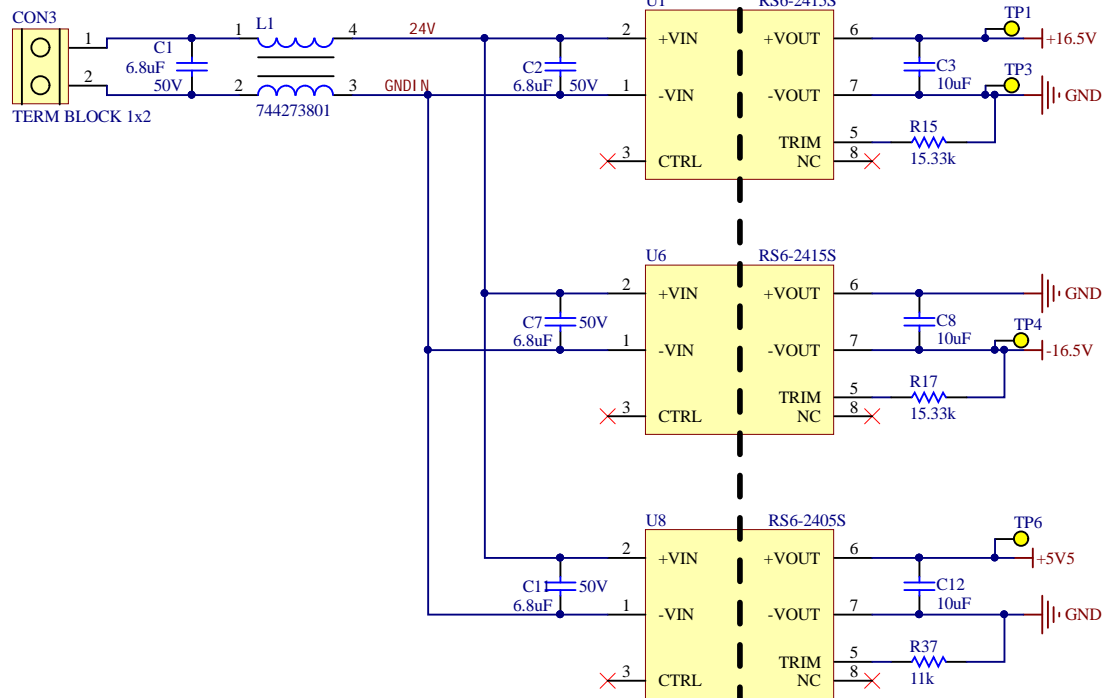 CON3
1
2
TERM BLOCK 1x2
C1
6.8uF
50V
1
L1
4
2
3
744273801
24V
GNDIN
C2
6.8uF
50V
U1
RS6-2415S
2
+VIN
+VOUT
6
1
-VIN
-VOUT
7
TRIM
5
3
CTRL
NC
8
C3
10uF
TP1
+16.5V
TP3
GND
R15
15.33k
C7
50V
6.8uF
U6
RS6-2415S
2
+VIN
+VOUT
6
1
-VIN
-VOUT
7
TRIM
5
3
CTRL
NC
8
C8
10uF
GND
TP4
-16.5V
R17
15.33k
C11
50V
6.8uF
U8
RS6-2405S
2
+VIN
+VOUT
6
1
-VIN
-VOUT
7
TRIM
5
3
CTRL
NC
8
C12
10uF
TP6
+5V5
GND
R37
11k